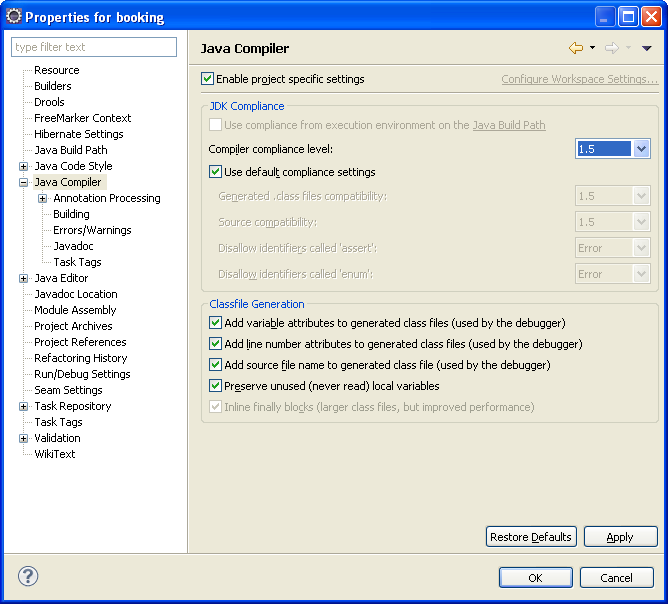 Properties for booking
type filter text
Resource
Builders
Drools
FreeMarker Context
Hibernate Settings
Java Build Path
Java Code Style
Java Compiler
Annotation Processing
Building
Errors/Warnings
Javadoc
Task Tags
Java Editor
Javadoc Location
Module Assembly
Project Archives
Project References
Refactoring History
Run/Debug Settings
Seam Settings
Task Repository
Task Tags
Validation
WikiText
Java Compiler
Enable project specific settings
Configure Workspace Settings...
JDK Compliance
Use compliance from execution environment on the Java Build Path
Compiler compliance level: 1.5
Use default compliance settings
Generated .class files compatibility: 1.5
Source compatibility: 1.5
Disallow identifiers called 'assert': Error
Disallow identifiers called 'enum': Error
Classfile Generation
Add variable attributes to generated class files (used by the debugger)
Add line number attributes to generated class files (used by the debugger)
Add source file name to generated class file (used by the debugger)
Preserve unused (never read) local variables
Inline finally blocks (larger class files, but improved performance)
Restore Defaults Apply
? OK Cancel